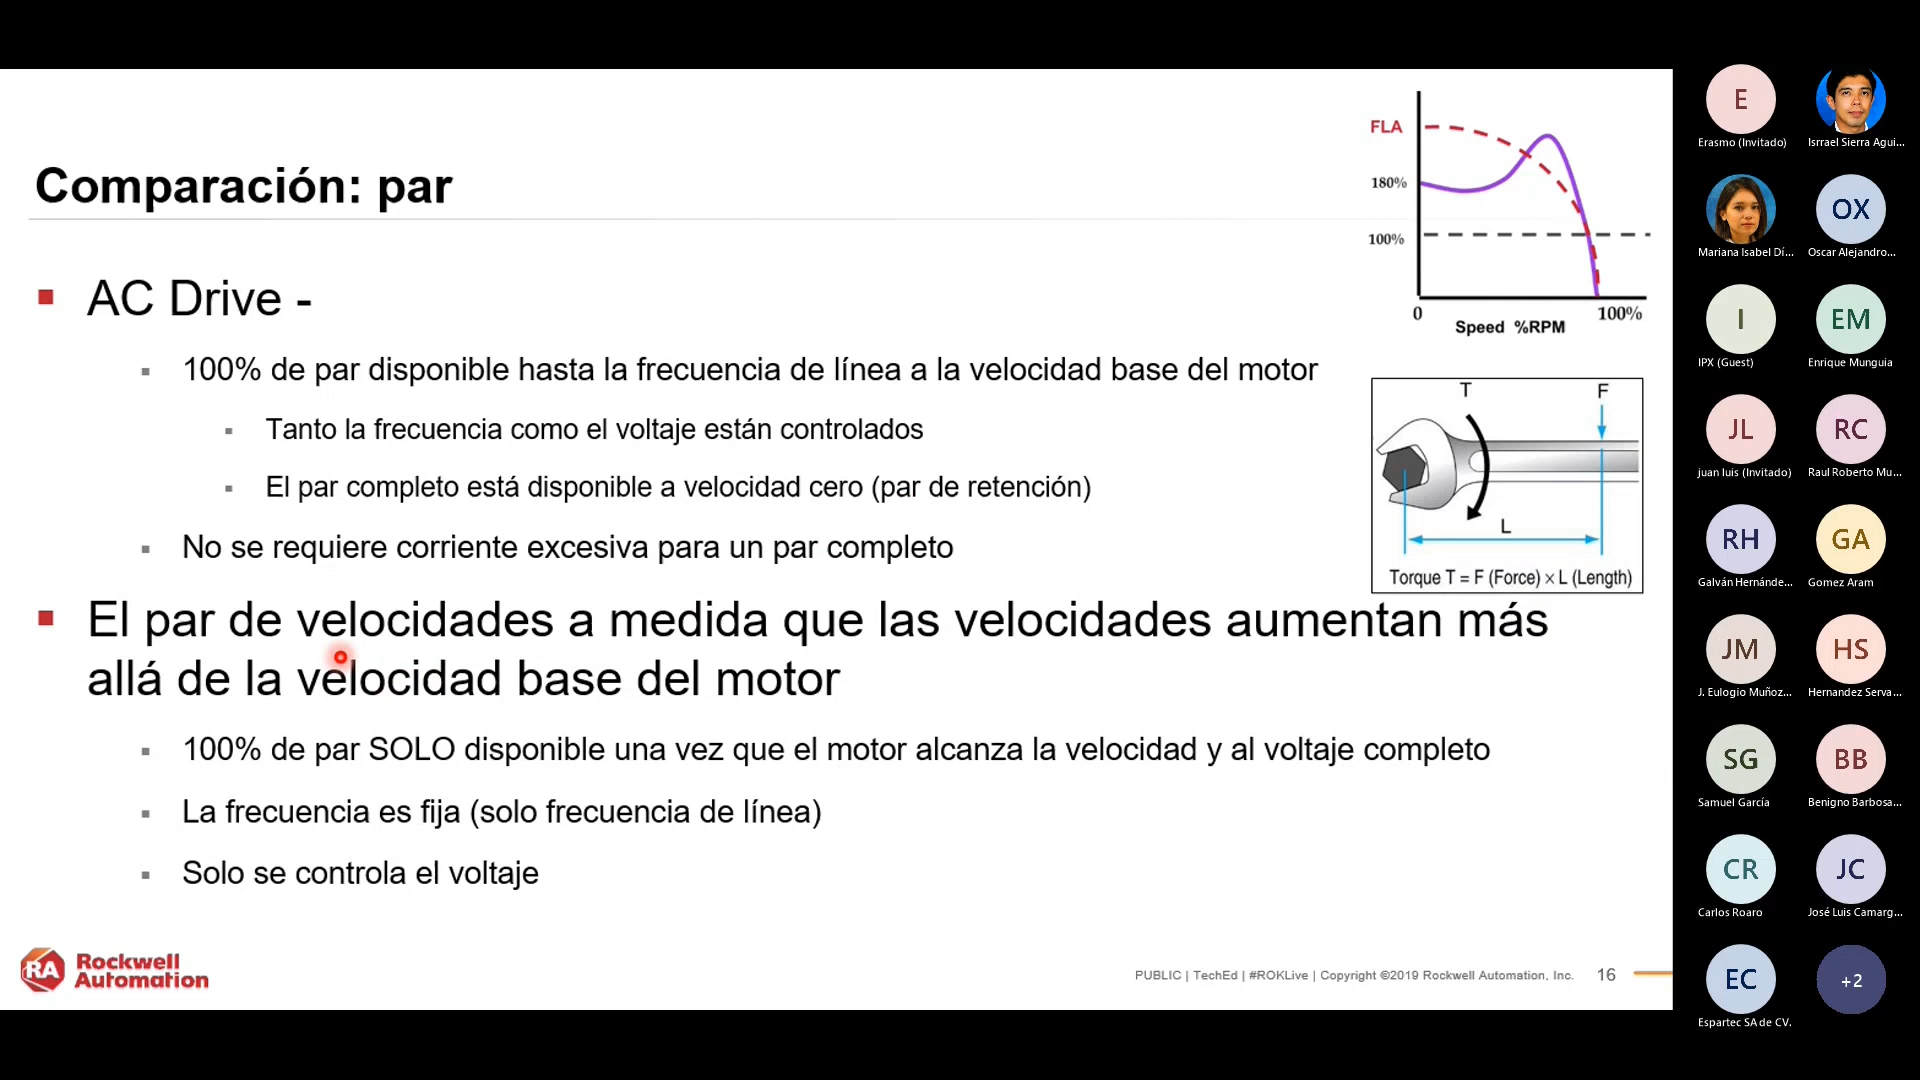 Comparación: par
FLA
180%
100%
0
100%
Speed %RPM
AC Drive -
100% de par disponible hasta la frecuencia de línea a la velocidad base del motor
Tanto la frecuencia como el voltaje están controlados
El par completo está disponible a velocidad cero (par de retención)
No se requiere corriente excesiva para un par completo
T
F
L
Torque T = F (Force) × L (Length)
El par de velocidades a medida que las velocidades aumentan más
allá de la velocidad base del motor
100% de par SOLO disponible una vez que el motor alcanza la velocidad y al voltaje completo
La frecuencia es fija (solo frecuencia de línea)
Solo se controla el voltaje
RA
Rockwell
Automation
PUBLIC | TechEd | #ROKLive | Copyright ©2019 Rockwell Automation, Inc.
16
E
Erasmo (Invitado)
Isrrael Sierra Agui...
Mariana Isabel Dí...
OX
Oscar Alejandro...
I
IPX (Guest)
EM
Enrique Munguia
JL
juan luis (Invitado)
RC
Raul Roberto Mu...
RH
Galván Hernánde...
GA
Gomez Aram
JM
J. Eulogio Muñoz...
HS
Hernandez Serva...
SG
Samuel García
BB
Benigno Barbosa...
CR
Carlos Roaro
JC
José Luis Camarg...
EC
Espartec SA de CV.
+2